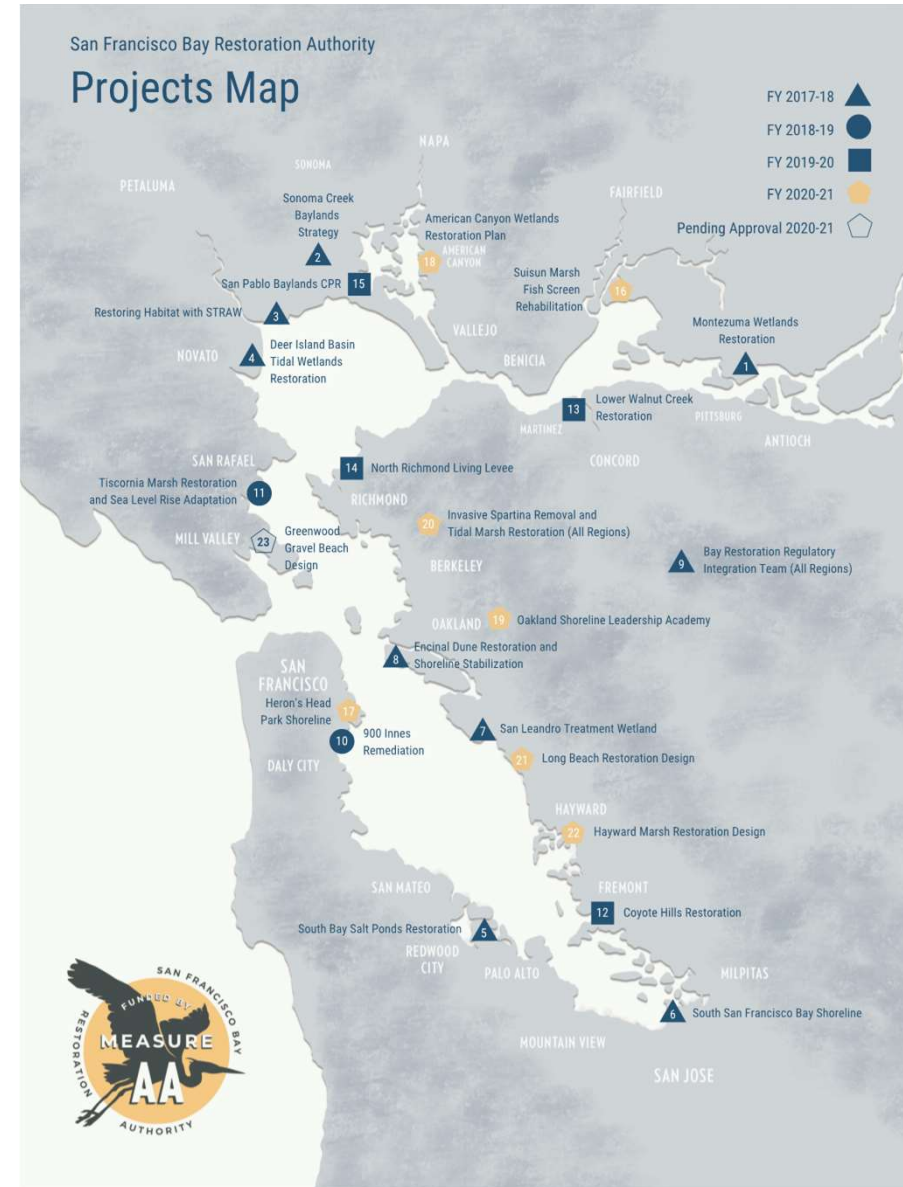 San Francisco Bay Restoration Authority
Projects Map
FY 2017-18
FY 2018-19
FY 2019-20
FY 2020-21
Pending Approval 2020-21
NAPA
SONOMA
PETALUMA
FAIRFIELD
Sonoma Creek
Baylands
Strategy
2
American Canyon Wetlands
Restoration Plan
AMERICAN
CANYON
18
Suisun Marsh
Fish Screen
Rehabilitation
16
San Pablo Baylands CPR
15
Restoring Habitat with STRAW
3
Montezuma Wetlands
Restoration
1
VALLEJO
NOVATO
4
Deer Island Basin
Tidal Wetlands
Restoration
BENICIA
13
Lower Walnut Creek
Restoration
MARTINEZ
PITTSBURG
ANTIOCH
CONCORD
SAN RAFAEL
14
North Richmond Living Levee
Tiscornia Marsh Restoration
and Sea Level Rise Adaptation
11
RICHMOND
20
Invasive Spartina Removal and
Tidal Marsh Restoration (All Regions)
MILL VALLEY
23
Greenwood
Gravel Beach
Design
9
Bay Restoration Regulatory
Integration Team (All Regions)
BERKELEY
OAKLAND
19
Oakland Shoreline Leadership Academy
8
Encinal Dune Restoration and
Shoreline Stabilization
SAN
FRANCISCO
Heron's Head
Park Shoreline
17
10
900 Innes
Remediation
7
San Leandro Treatment Wetland
DALY CITY
21
Long Beach Restoration Design
HAYWARD
22
Hayward Marsh Restoration Design
SAN MATEO
FREMONT
12
Coyote Hills Restoration
South Bay Salt Ponds Restoration
5
REDWOOD
CITY
PALO ALTO
MILPITAS
6
South San Francisco Bay Shoreline
MOUNTAIN VIEW
SAN JOSE
SAN FRANCISCO BAY
RESTORATION
AUTHORITY
FUNDED BY
MEASURE
AA